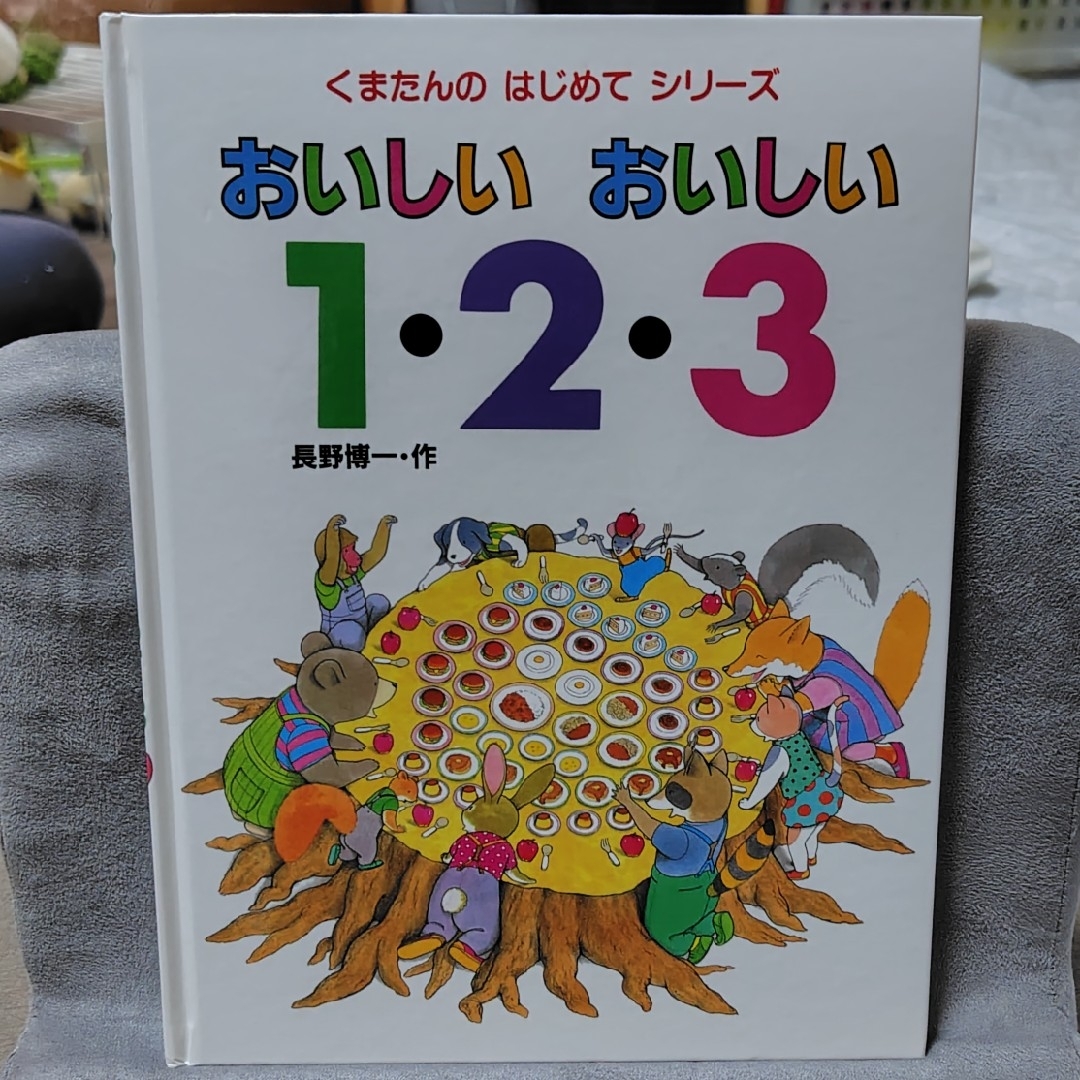 くまたんの はじめて シリーズ
おいしい おいしい
1・2・3
長野博一・作